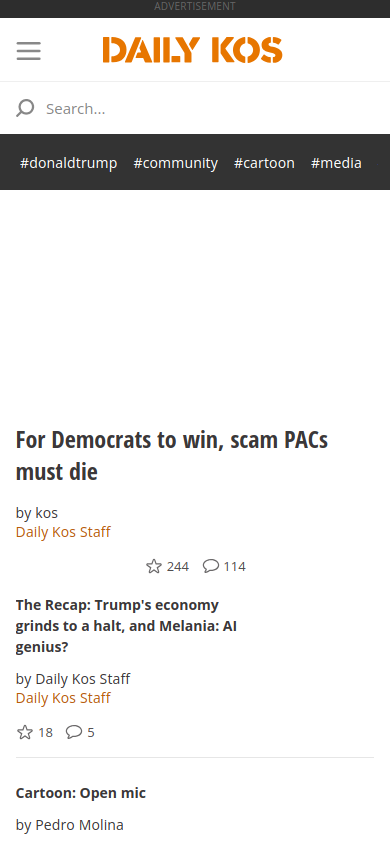 ADVERTISEMENT
DAILY KOS
Search...
#donaldtrump #community #cartoon #media
For Democrats to win, scam PACs
must die
by kos
Daily Kos Staff
244 114
The Recap: Trump's economy
grinds to a halt, and Melania: AI
genius?
by Daily Kos Staff
Daily Kos Staff
18 5
Cartoon: Open mic
by Pedro Molina